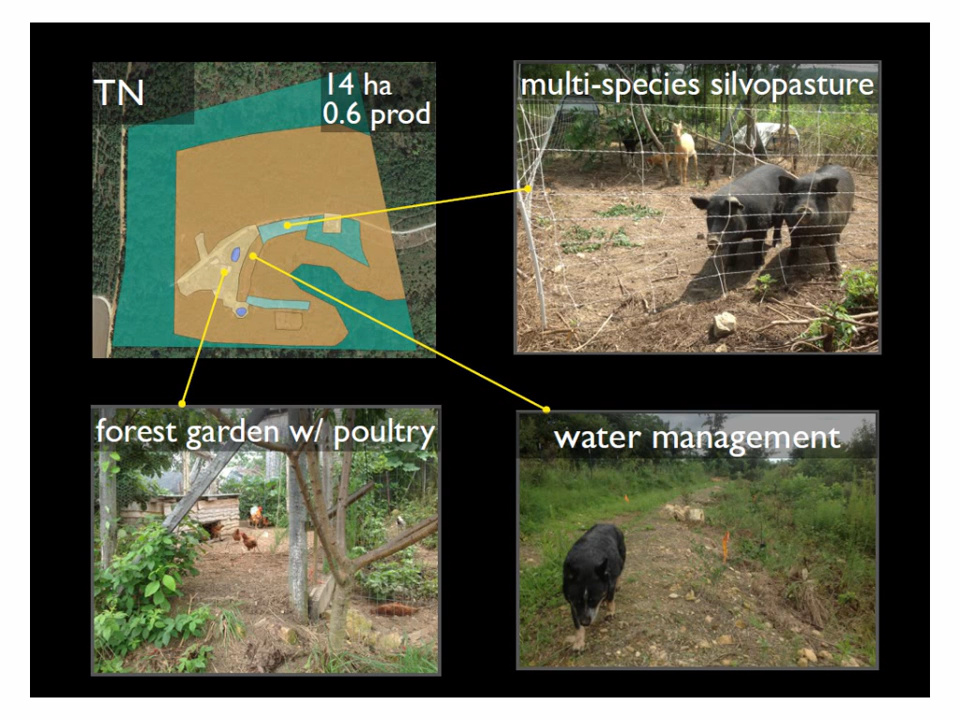 TN
14 ha
0.6 prod
multi-species silvopasture
forest garden w/ poultry
water management